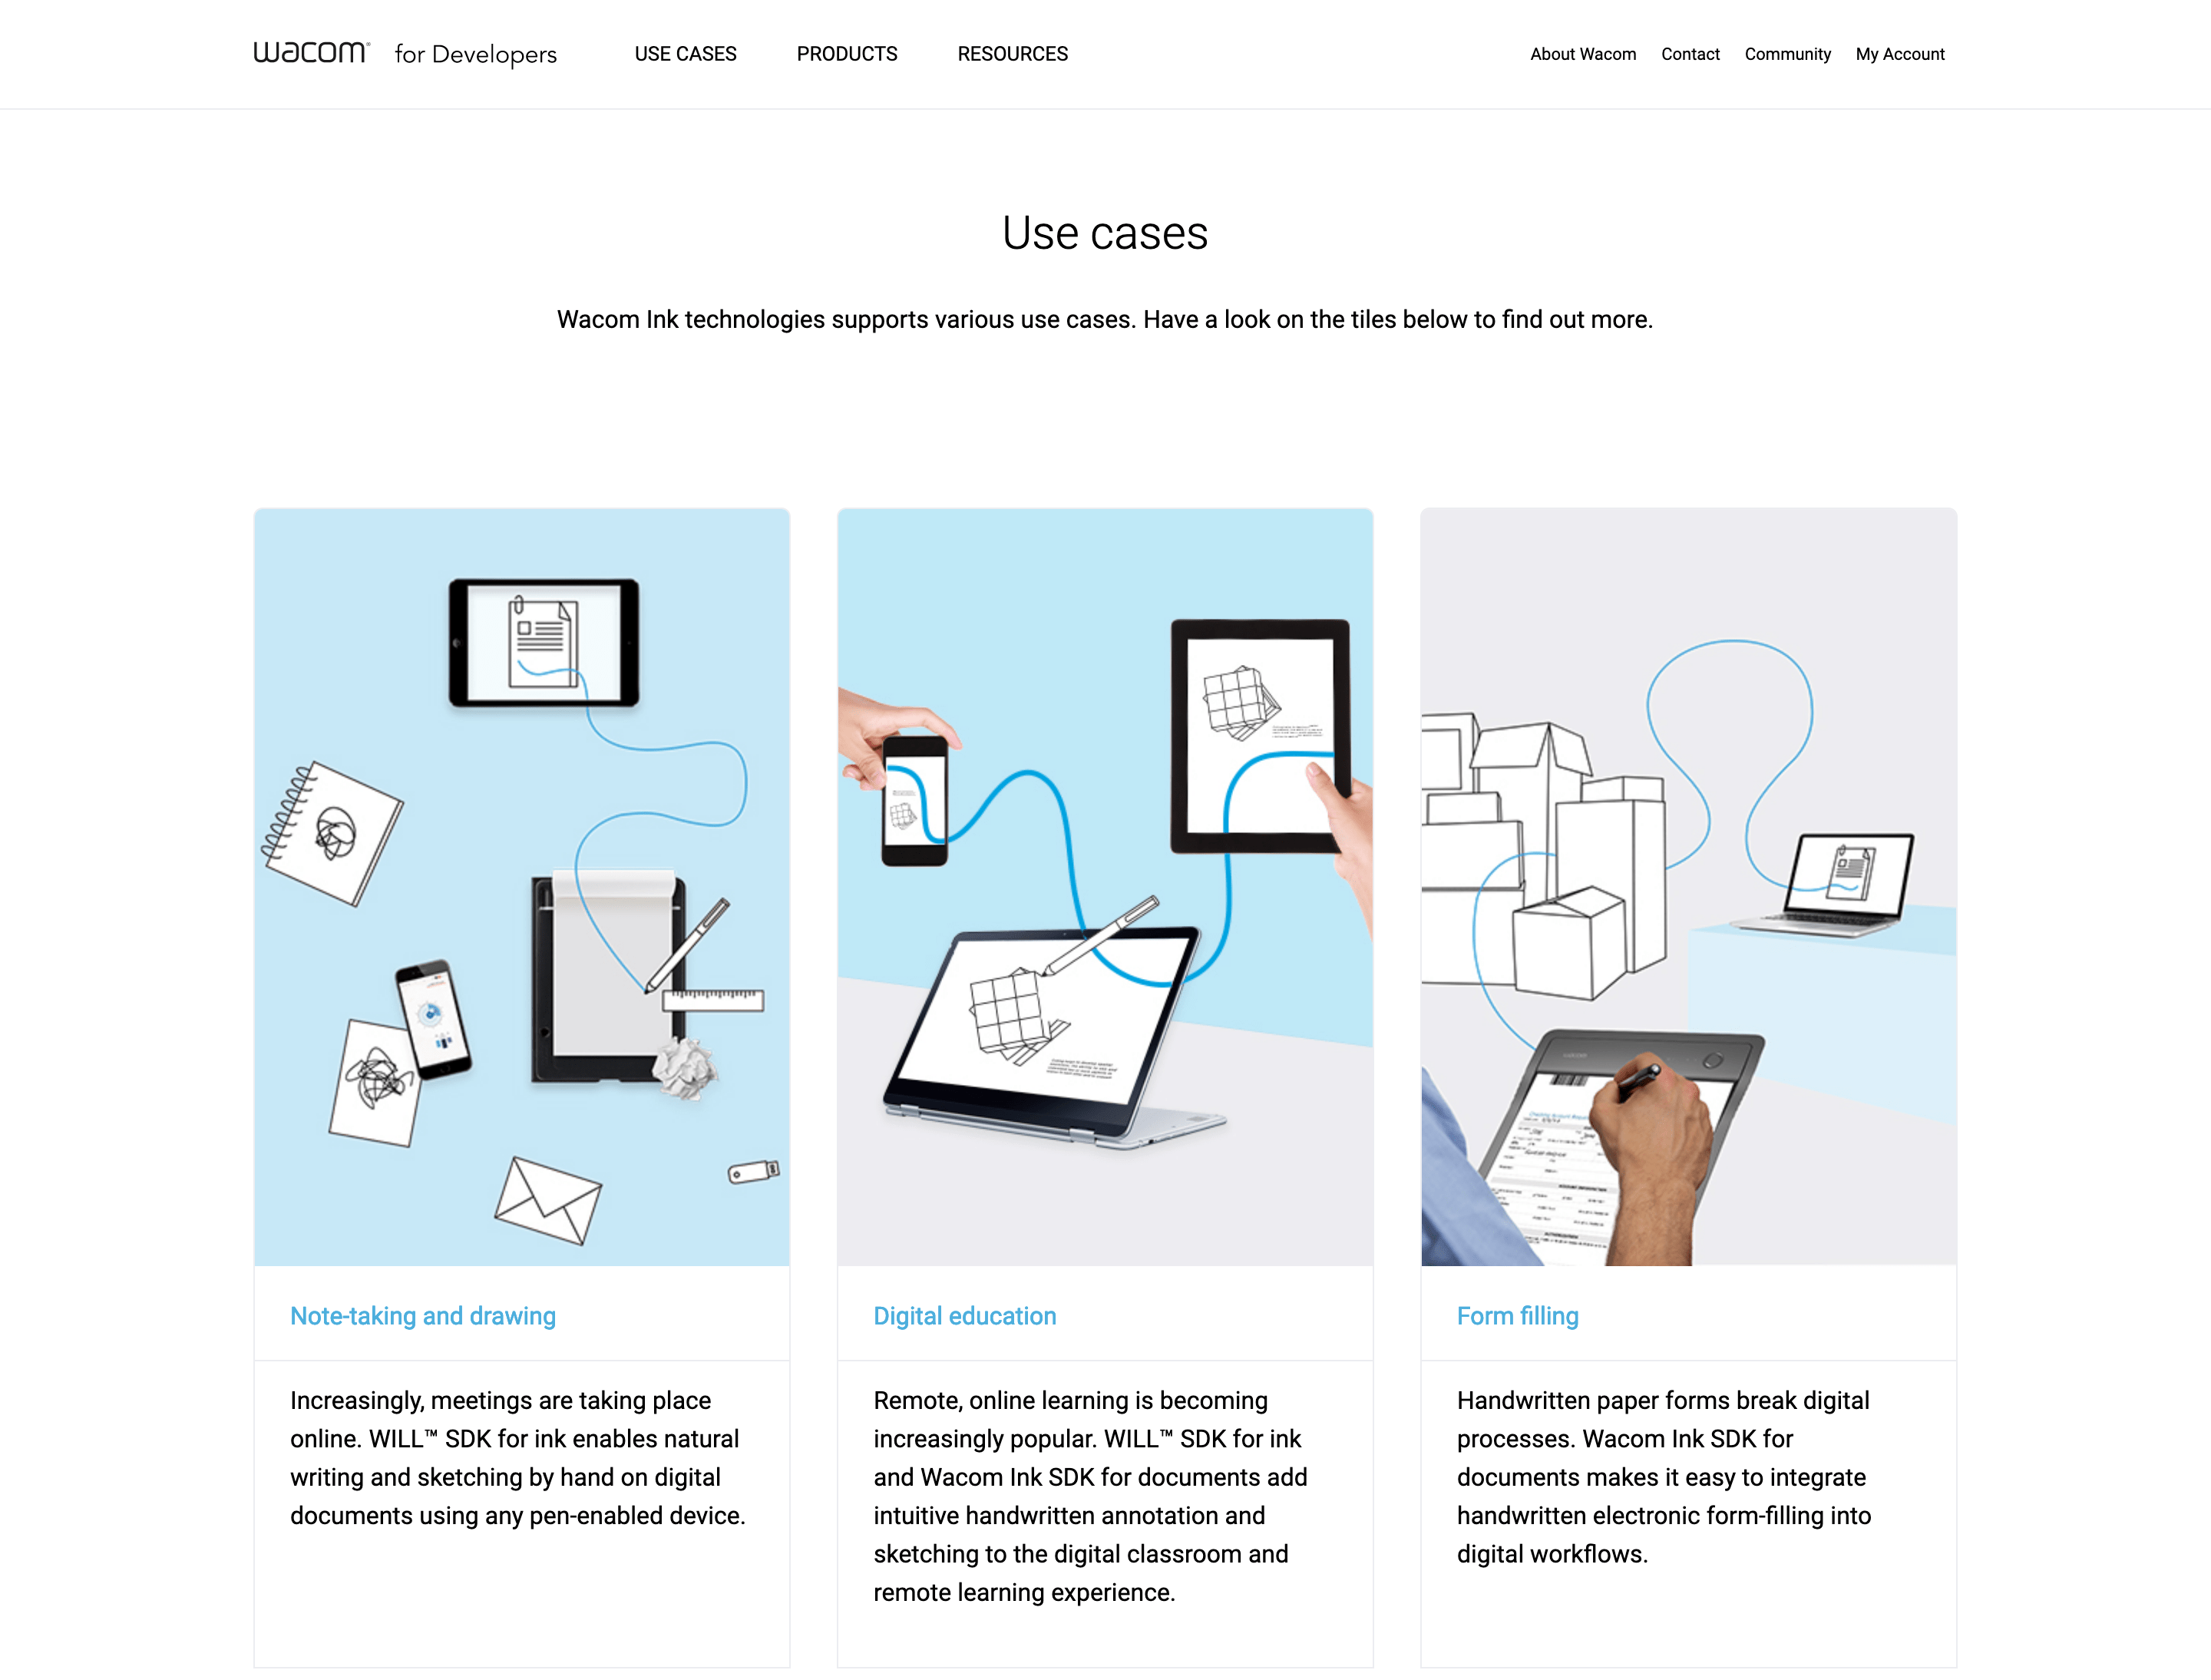 wacom® for Developers USE CASES PRODUCTS RESOURCES About Wacom Contact Community My Account
Use cases
Wacom Ink technologies supports various use cases. Have a look on the tiles below to find out more.
Note-taking and drawing
Increasingly, meetings are taking place
online. WILL™ SDK for ink enables natural
writing and sketching by hand on digital
documents using any pen-enabled device.
Digital education
Remote, online learning is becoming
increasingly popular. WILL™ SDK for ink
and Wacom Ink SDK for documents add
intuitive handwritten annotation and
sketching to the digital classroom and
remote learning experience.
wacom
Form filling
Handwritten paper forms break digital
processes. Wacom Ink SDK for
documents makes it easy to integrate
handwritten electronic form-filling into
digital workflows.